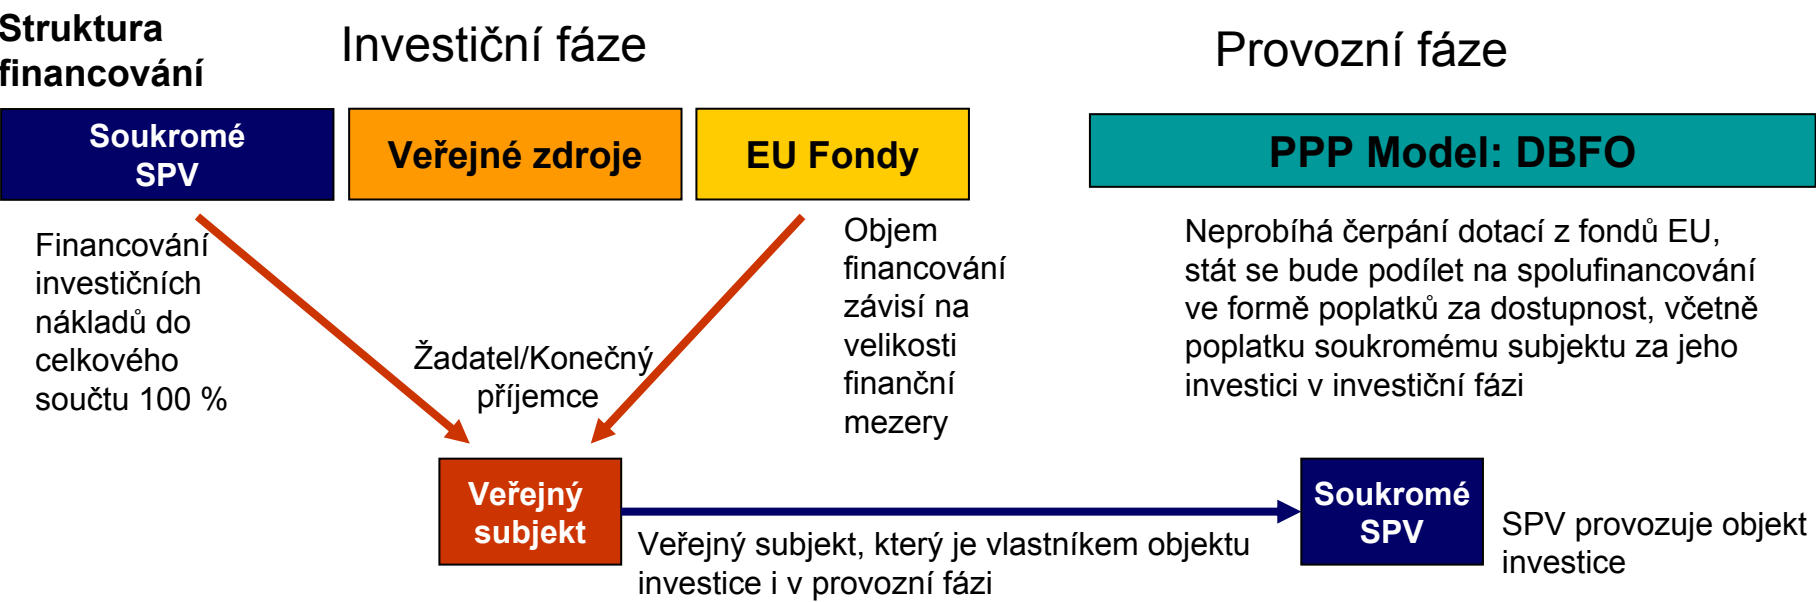 Struktura
financování
Investiční fáze
Provozní fáze
Soukromé
SPV
Veřejné zdroje
EU Fondy
PPP Model: DBFO
Financování
investičních
nákladů do
celkového
součtu 100 %
Žadatel/Konečný
příjemce
Objem
financování
závisí na
velikosti
finanční
mezery
Neprobíhá čerpání dotací z fondů EU,
stát se bude podílet na spolufinancování
ve formě poplatků za dostupnost, včetně
poplatku soukromému subjektu za jeho
investici v investiční fázi
Veřejný
subjekt
Veřejný subjekt, který je vlastníkem objektu
investice i v provozní fázi
Soukromé
SPV
SPV provozuje objekt
investice